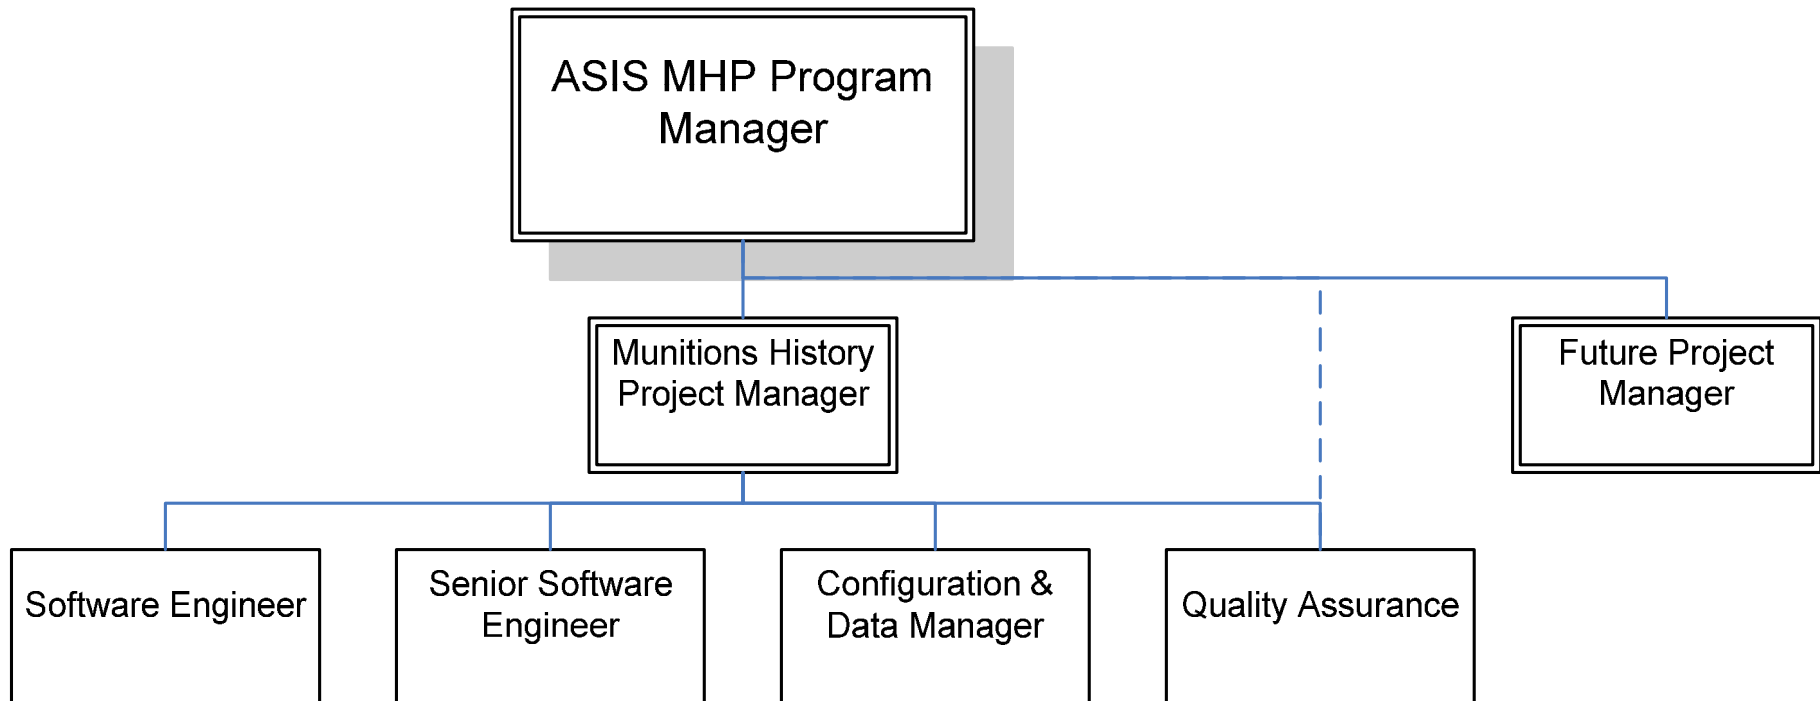 ASIS MHP Program
Manager
Munitions History
Project Manager
Future Project
Manager
Software Engineer
Senior Software
Engineer
Configuration &
Data Manager
Quality Assurance